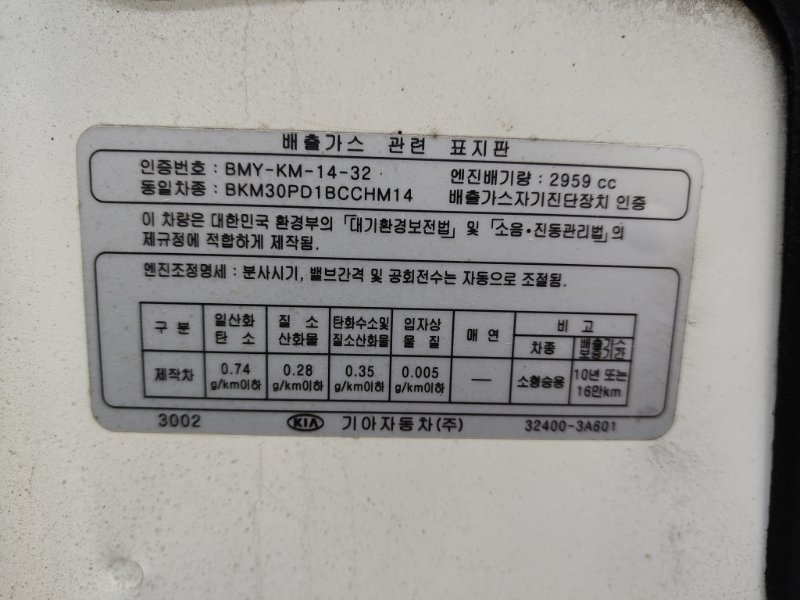 배출가스 관련 표지판
인증번호 : BMY-KM-14-32 엔진배기량 : 2959 cc
동일차종 : BKM30PD1BCCHM14 배출가스자기진단장치 인증
이 차량은 대한민국 환경부의 「대기환경보전법」 및 「소음·진동관리법」의
제규정에 적합하게 제작됨.
엔진조정명세 : 분사시기, 밸브간격 및 공회전수는 자동으로 조절됨.
구 분 일산화 탄 소 질 소 산화물 탄화수소및 질소산화물 입자상 물 질 매 연 비 고
차종 배출가스 보증기간
제작차 0.74 g/km이하 0.28 g/km이하 0.35 g/km이하 0.005 g/km이하 — 소형승용 10년 또는 16만km
3002 KIA 기아자동차(주) 32400-3A601